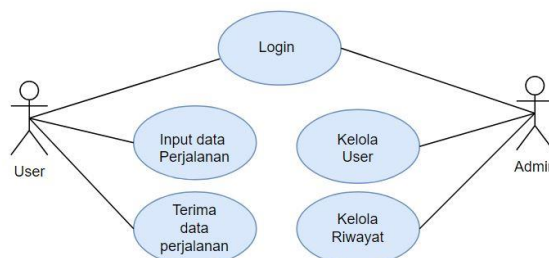 Login
Input data
Perjalanan
Kelola
User
User
Admin
Terima
data
perjalanan
Kelola
Riwayat